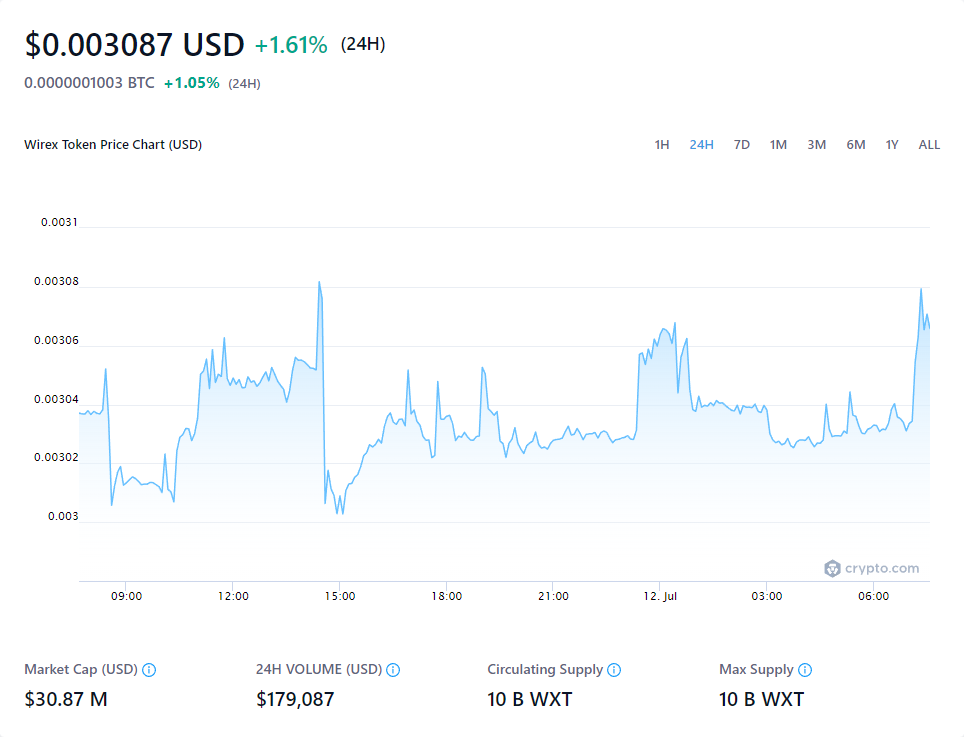 $0.003087 USD +1.61% (24H)
0.0000001003 BTC +1.05% (24H)
Wirex Token Price Chart (USD) 1H 24H 7D 1M 3M 6M 1Y ALL
0.0031
0.00308
0.00306
0.00304
0.00302
0.003
crypto.com
09:00 12:00 15:00 18:00 21:00 12. Jul 03:00 06:00
Market Cap (USD) 24H VOLUME (USD) Circulating Supply Max Supply
$30.87 M $179,087 10 B WXT 10 B WXT